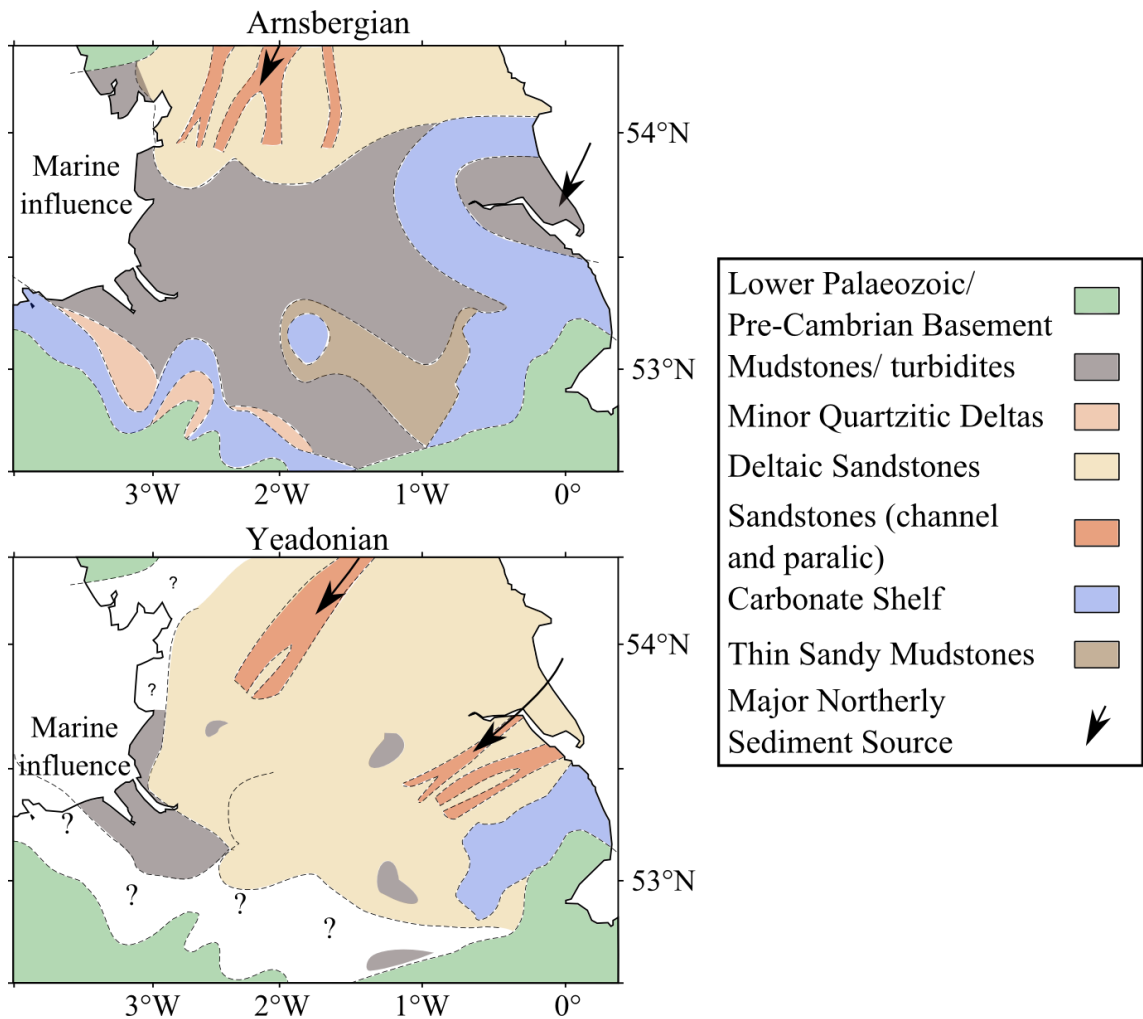 Arnsbergian
Marine
influence
54°N
53°N
3°W
2°W
1°W
0°
Yeadonian
?
?
Marine
influence
54°N
?
53°N
?
?
?
3°W
2°W
1°W
0°
Lower Palaeozoic/
Pre-Cambrian Basement
Mudstones/ turbidites
Minor Quartzitic Deltas
Deltaic Sandstones
Sandstones (channel
and paralic)
Carbonate Shelf
Thin Sandy Mudstones
Major Northerly
Sediment Source